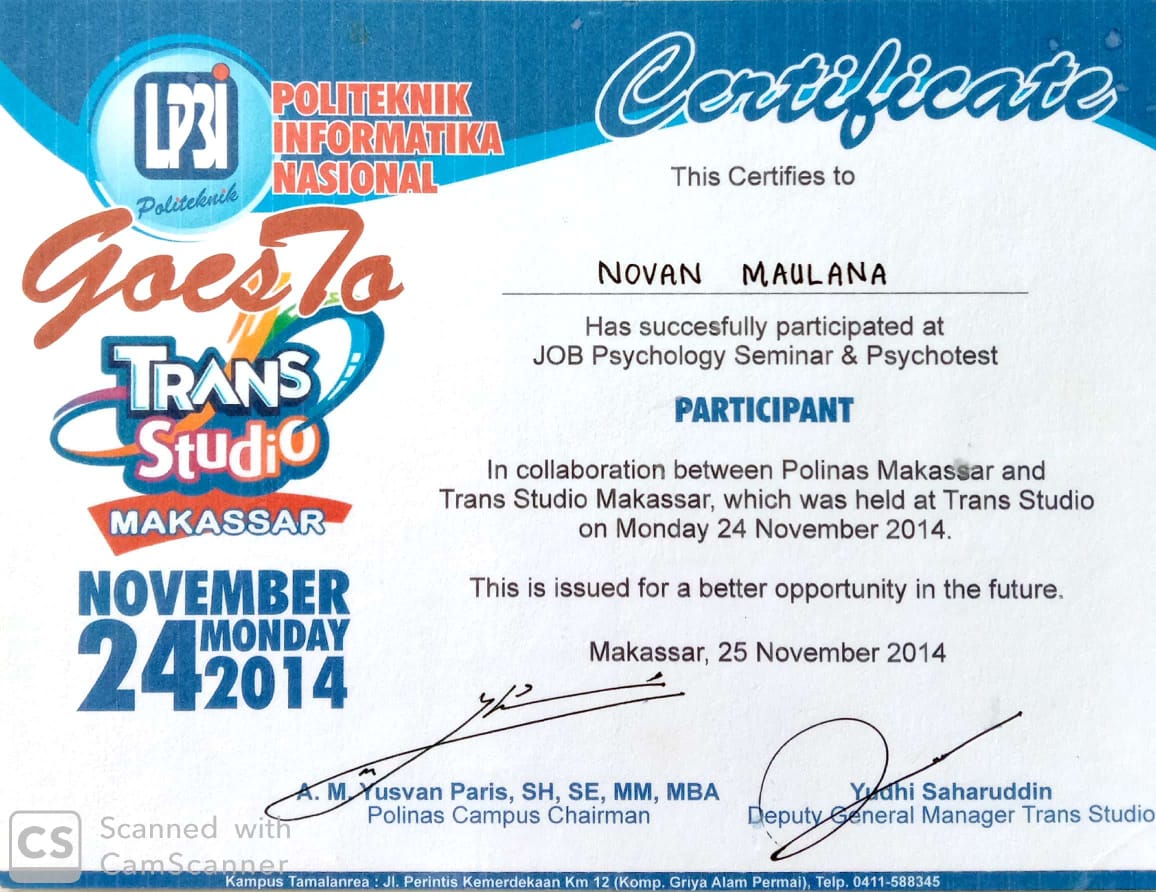 LP3I
Politeknik
POLITEKNIK
INFORMATIKA
NASIONAL
Goes To
TRANS
Studio
MAKASSAR
NOVEMBER
24 MONDAY
2014
Certificate
This Certifies to
NOVAN MAULANA
Has succesfully participated at
JOB Psychology Seminar & Psychotest
PARTICIPANT
In collaboration between Polinas Makassar and
Trans Studio Makassar, which was held at Trans Studio
on Monday 24 November 2014.
This is issued for a better opportunity in the future.
Makassar, 25 November 2014
A. M. Yusvan Paris, SH, SE, MM, MBA
Polinas Campus Chairman
Yudhi Saharuddin
Deputy General Manager Trans Studio
CS
Scanned with
CamScanner
Kampus Tamalanrea : Jl. Perintis Kemerdekaan Km 12 (Komp. Griya Alam Permai), Telp. 0411-588345